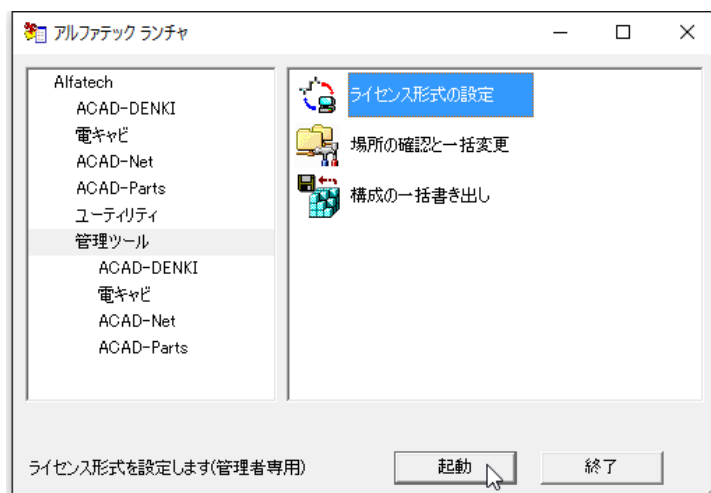 アルファテック ランチャ
Alfatech
ACAD-DENKI
電キャビ
ACAD-Net
ACAD-Parts
ユーティリティ
管理ツール
ACAD-DENKI
電キャビ
ACAD-Net
ACAD-Parts
ライセンス形式の設定
場所の確認と一括変更
構成の一括書き出し
ライセンス形式を設定します(管理者専用)
起動
終了